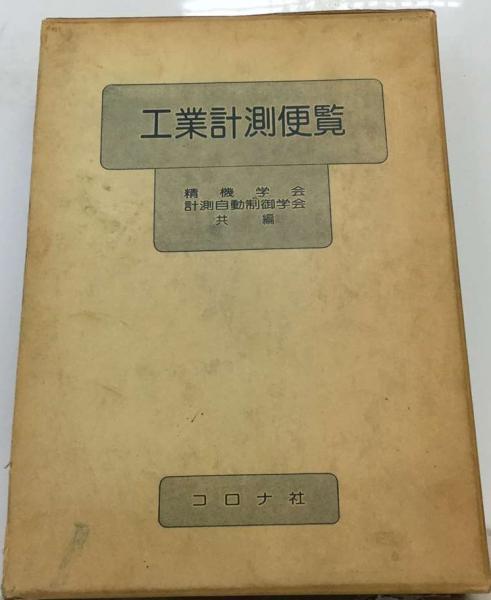 工業計測便覧
精機学会
計測自動制御学会
共編
コロナ社